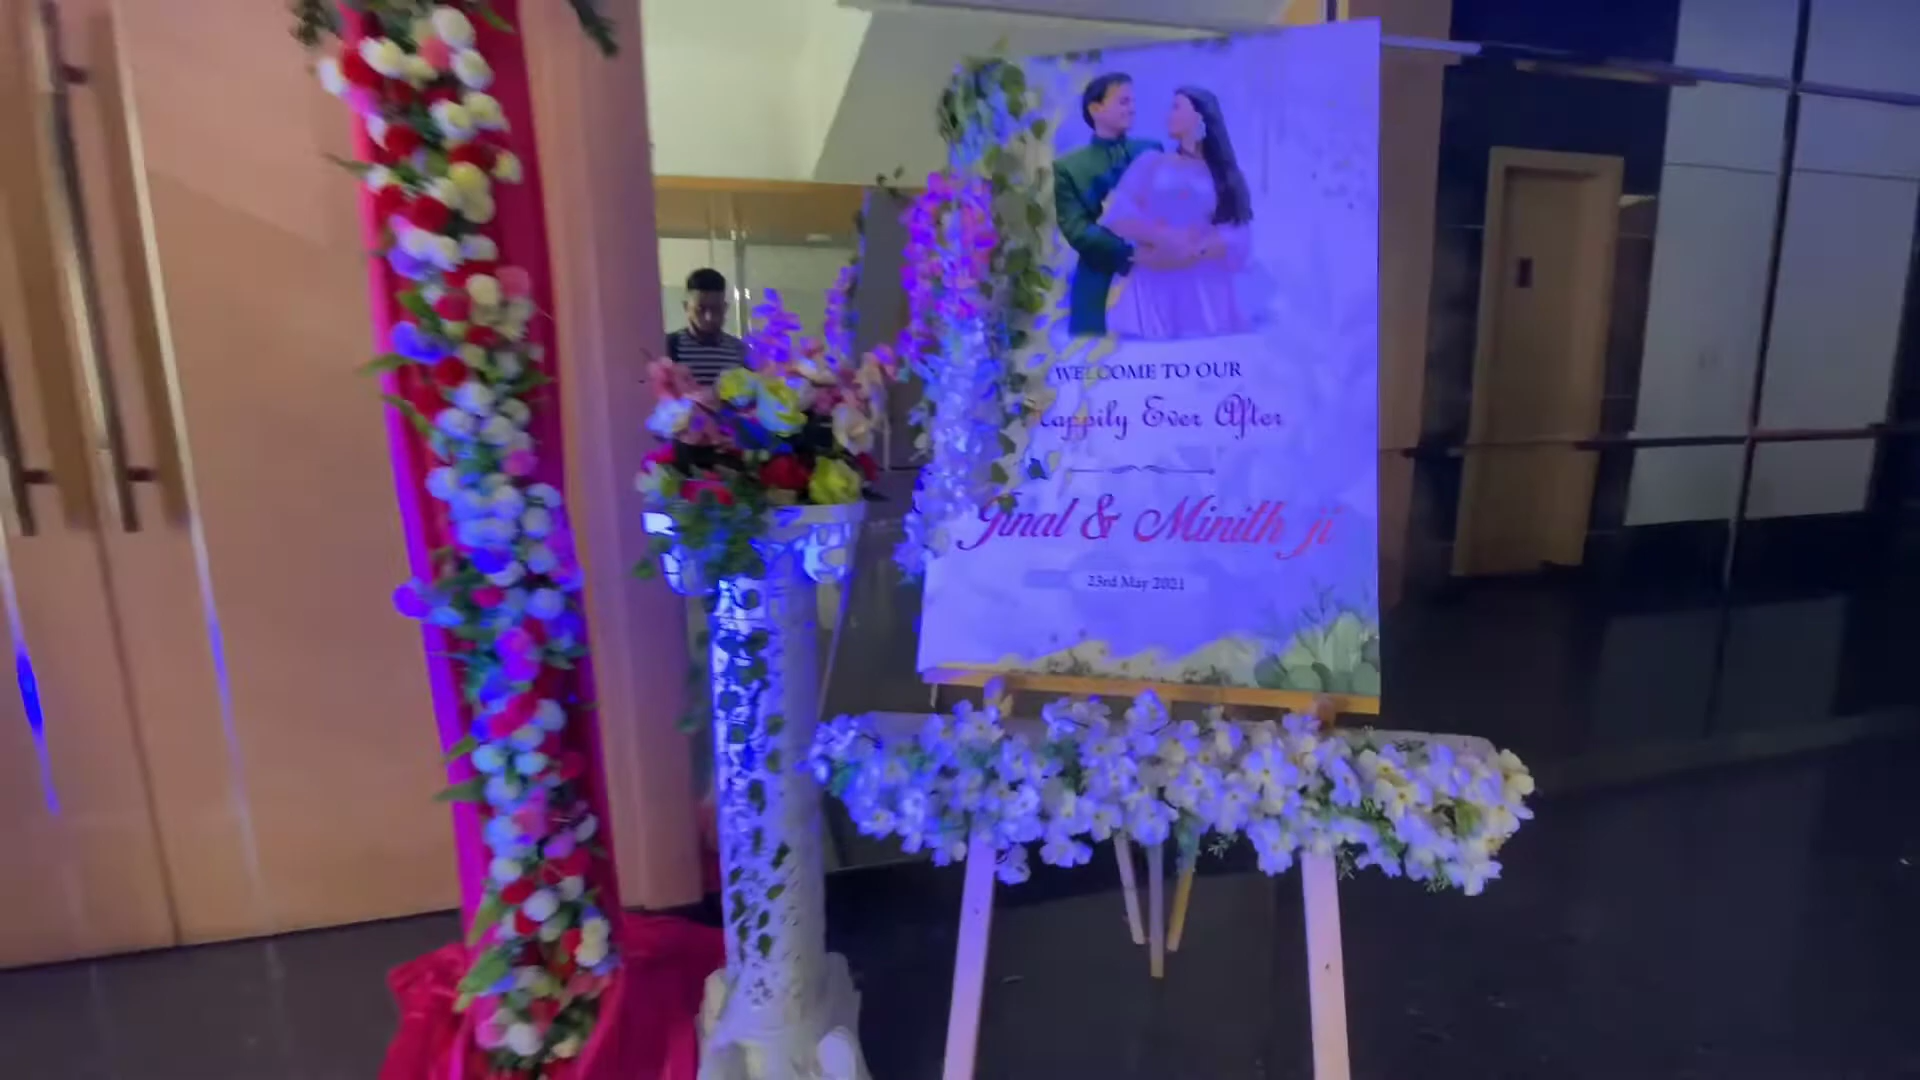 WELCOME TO OUR
Happily Ever After
Jinal & Minith ji
23rd May 2021